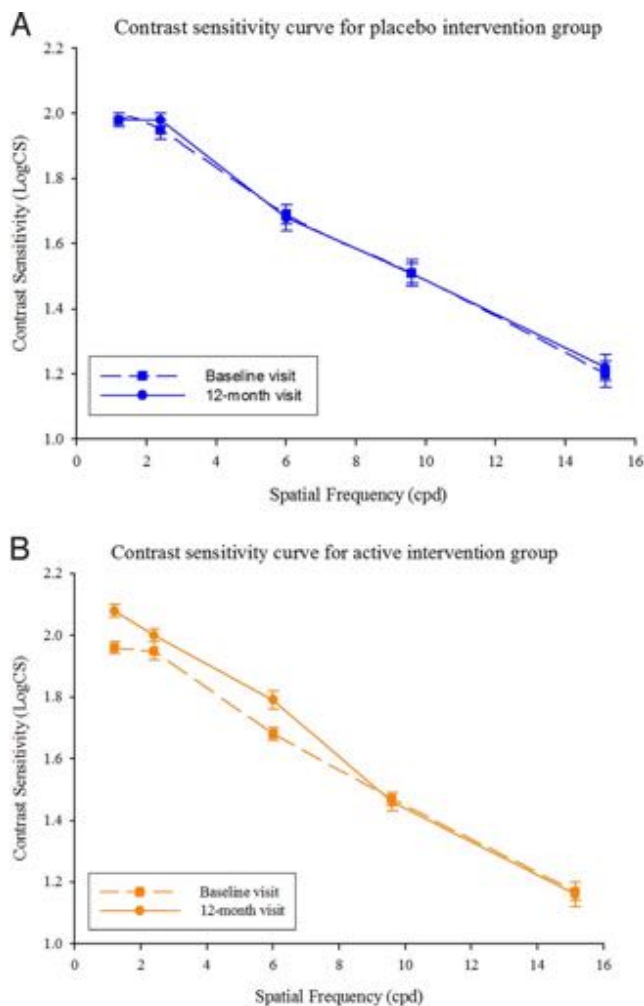 A
Contrast sensitivity curve for placebo intervention group
2.2
2.0
1.8
1.6
1.4
1.2
1.0
Contrast Sensitivity (LogCS)
Baseline visit
12-month visit
0 2 4 6 8 10 12 14 16
Spatial Frequency (cpd)
B
Contrast sensitivity curve for active intervention group
2.2
2.0
1.8
1.6
1.4
1.2
1.0
Contrast Sensitivity (LogCS)
Baseline visit
12-month visit
0 2 4 6 8 10 12 14 16
Spatial Frequency (cpd)